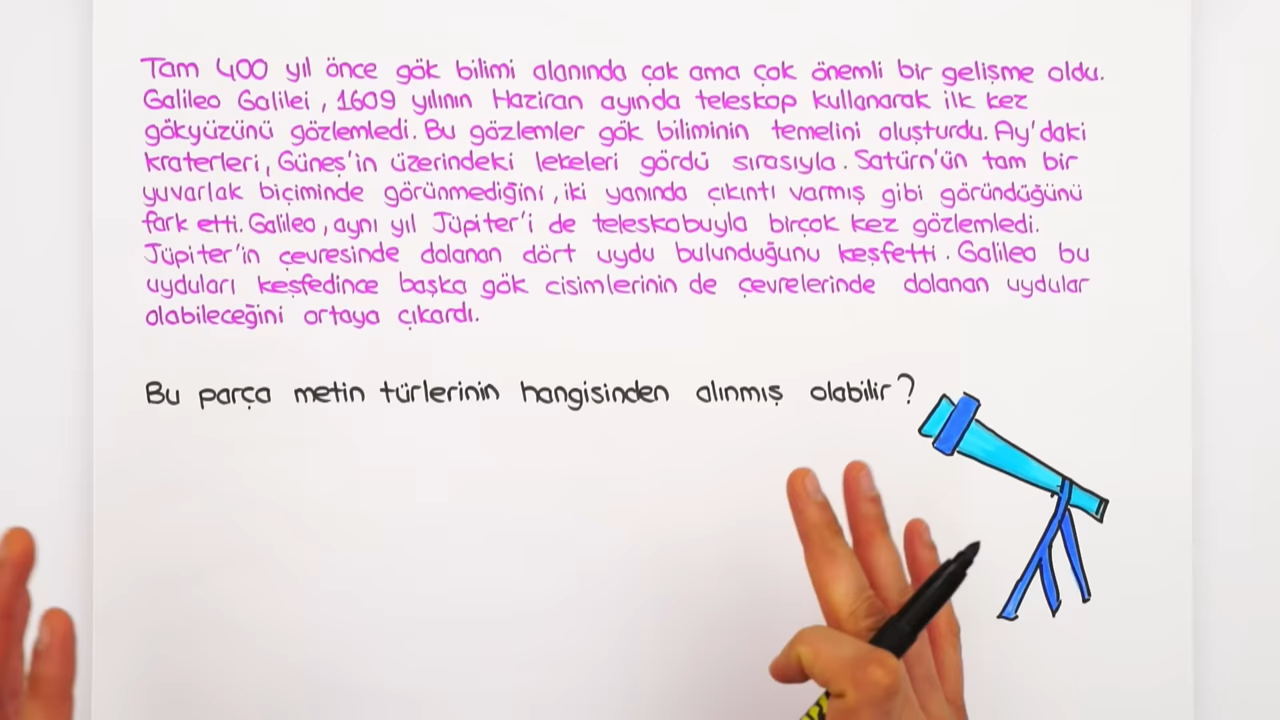 Tam 400 yıl önce gök bilimi alanında çok ama çok önemli bir gelişme oldu.
Galileo Galilei, 1609 yılının Haziran ayında teleskop kullanarak ilk kez
gökyüzünü gözlemledi. Bu gözlemler gök biliminin temelini oluşturdu. Ay'daki
kraterleri, Güneş'in üzerindeki lekeleri gördü sırasıyla. Satürn'ün tam bir
yuvarlak biçiminde görünmediğini, iki yanında çıkıntı varmış gibi göründüğünü
fark etti. Galileo, aynı yıl Jüpiter'i de teleskobuyla birçok kez gözlemledi.
Jüpiter'in çevresinde dolanan dört uydu bulunduğunu keşfetti. Galileo bu
uyduları keşfedince başka gök cisimlerinin de çevrelerinde dolanan uydular
olabileceğini ortaya çıkardı.
Bu parça metin türlerinin hangisinden alınmış olabilir?